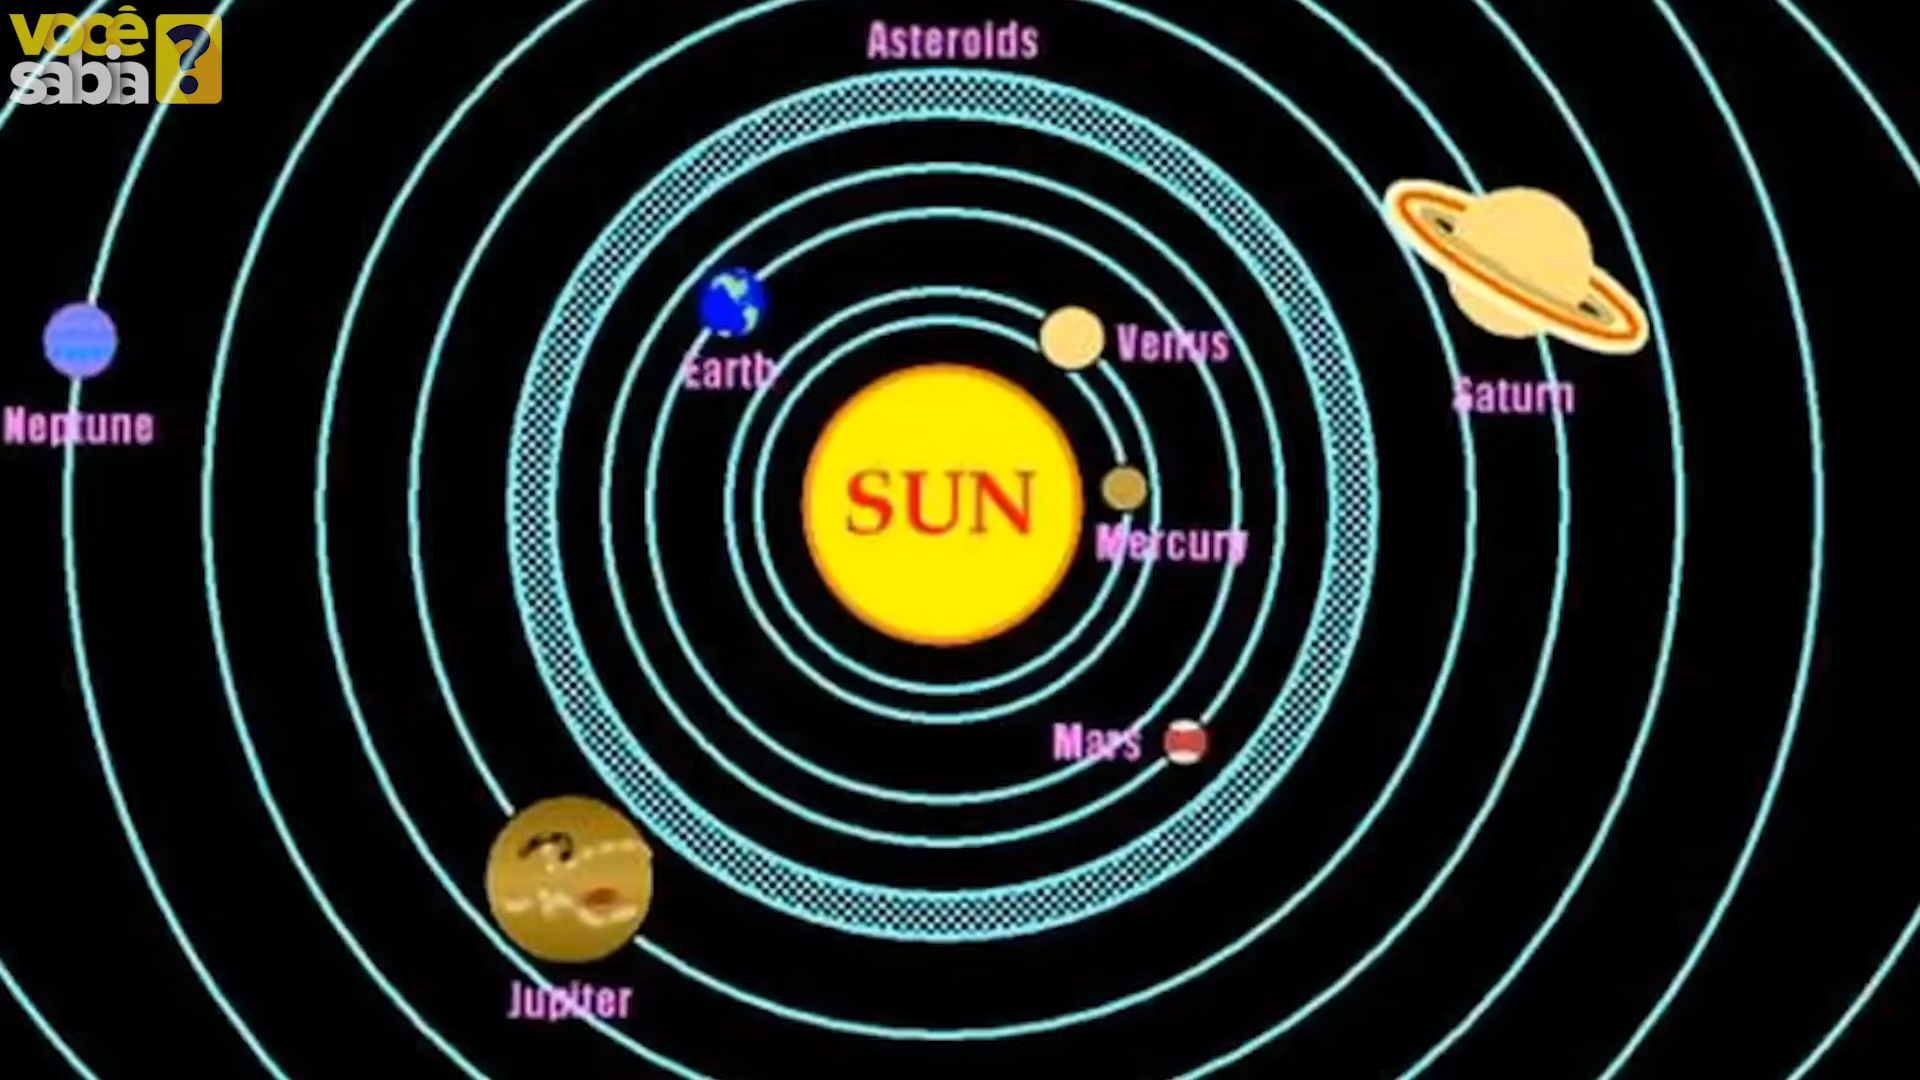 você
sabia?
Asteroids
Venus
Earth
Saturn
Neptune
SUN
Mercury
Mars
Jupiter